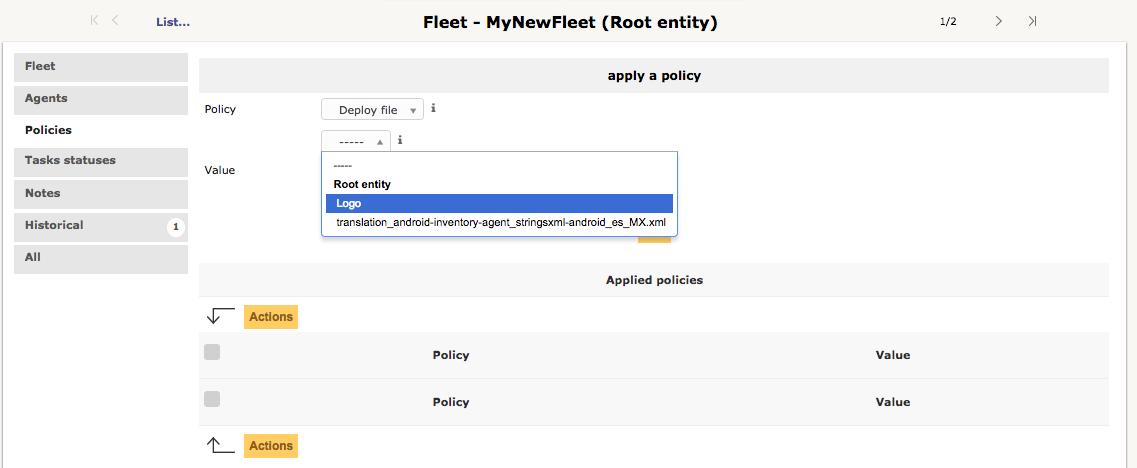 List...
Fleet - MyNewFleet (Root entity)
1/2
Fleet
Agents
Policies
Tasks statuses
Notes
Historical 1
All
apply a policy
Policy Deploy file
-----
Value
-----
Root entity
Logo
translation_android-inventory-agent_stringsxml-android_es_MX.xml
Applied policies
Actions
Policy Value
Policy Value
Actions